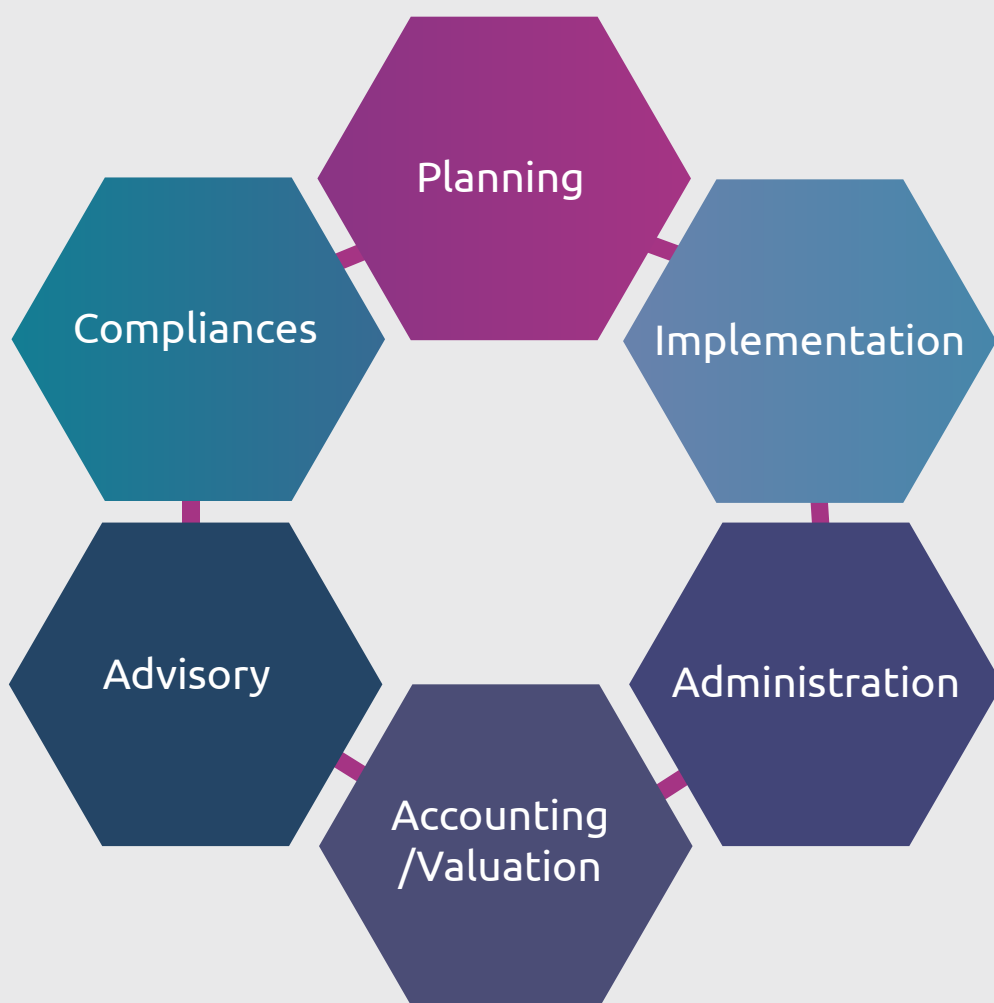 Planning
Compliances
Implementation
Advisory
Administration
Accounting
/Valuation